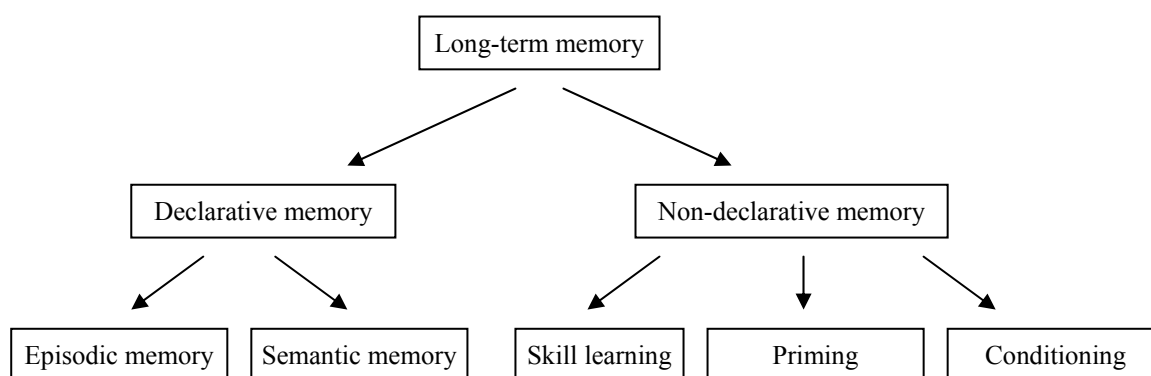 Long-term memory
Declarative memory
Non-declarative memory
Episodic memory
Semantic memory
Skill learning
Priming
Conditioning